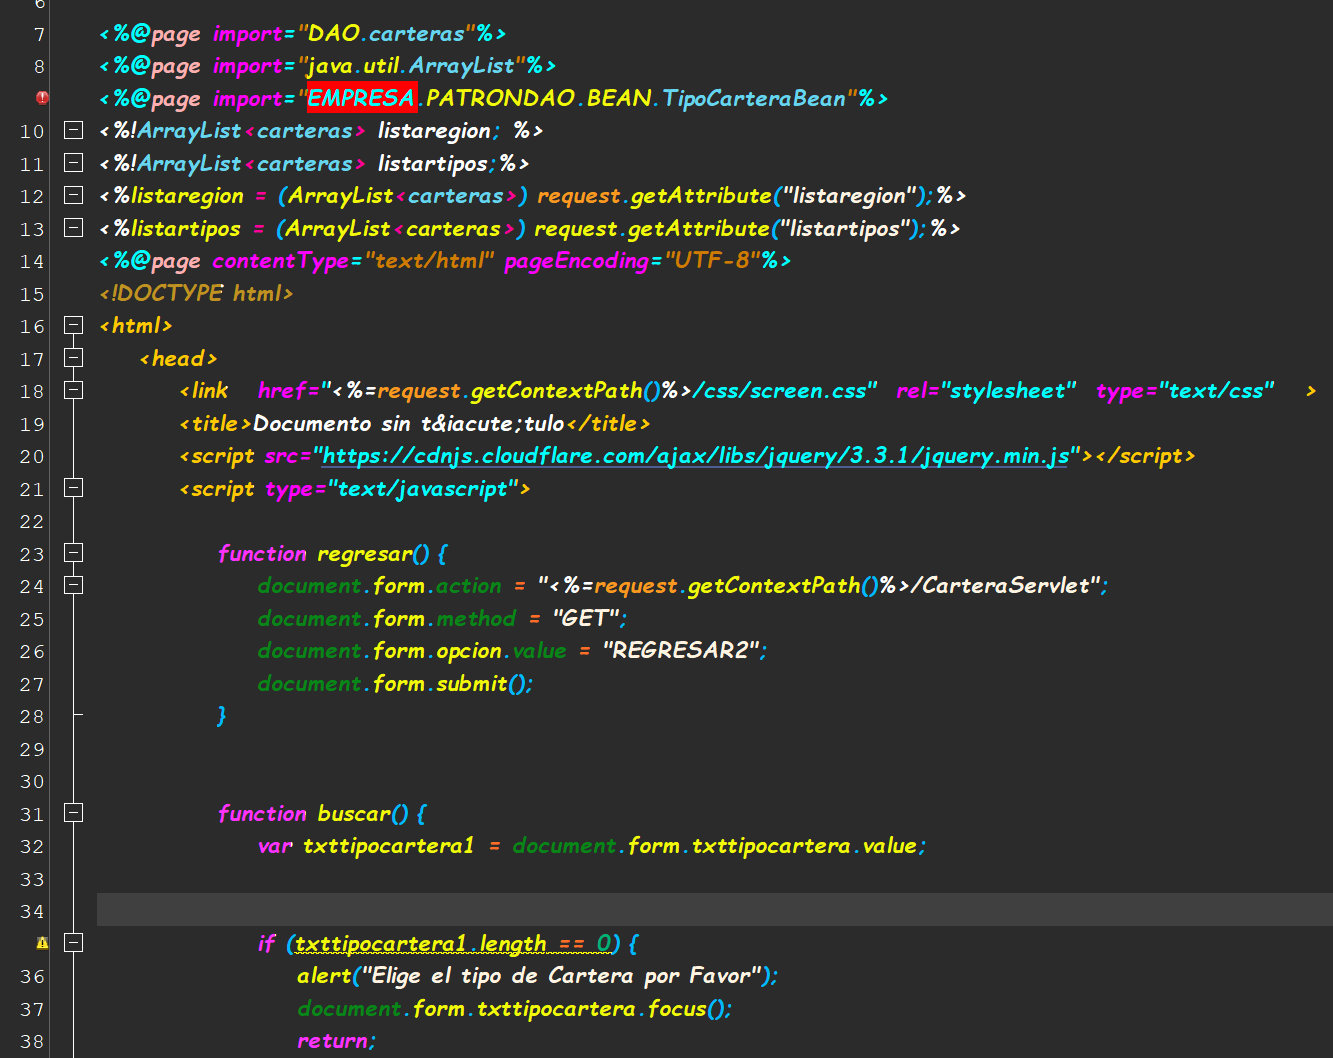 6
7 <%@page import="DAO.carteras"%>
8 <%@page import="java.util.ArrayList"%>
<%@page import="EMPRESA.PATRONDAO.BEAN.TipoCarteraBean"%>
10 <%!ArrayList<carteras> listaregion; %>
11 <%!ArrayList<carteras> listartipos;%>
12 <%listaregion = (ArrayList<carteras>) request.getAttribute("listaregion");%>
13 <%listartipos = (ArrayList<carteras>) request.getAttribute("listartipos");%>
14 <%@page contentType="text/html" pageEncoding="UTF-8"%>
15 <!DOCTYPE html>
16 <html>
17 <head>
18 <link href="<%=request.getContextPath()%>/css/screen.css" rel="stylesheet" type="text/css" >
19 <title>Documento sin t&iacute;tulo</title>
20 <script src="https://cdnjs.cloudflare.com/ajax/libs/jquery/3.3.1/jquery.min.js"></script>
21 <script type="text/javascript">
22
23 function regresar() {
24 document.form.action = "<%=request.getContextPath()%>/CarteraServlet";
25 document.form.method = "GET";
26 document.form.opcion.value = "REGRESAR2";
27 document.form.submit();
28 }
29
30
31 function buscar() {
32 var txttipocartera1 = document.form.txttipocartera.value;
33
34
if (txttipocartera1.length == 0) {
36 alert("Elige el tipo de Cartera por Favor");
37 document.form.txttipocartera.focus();
38 return;